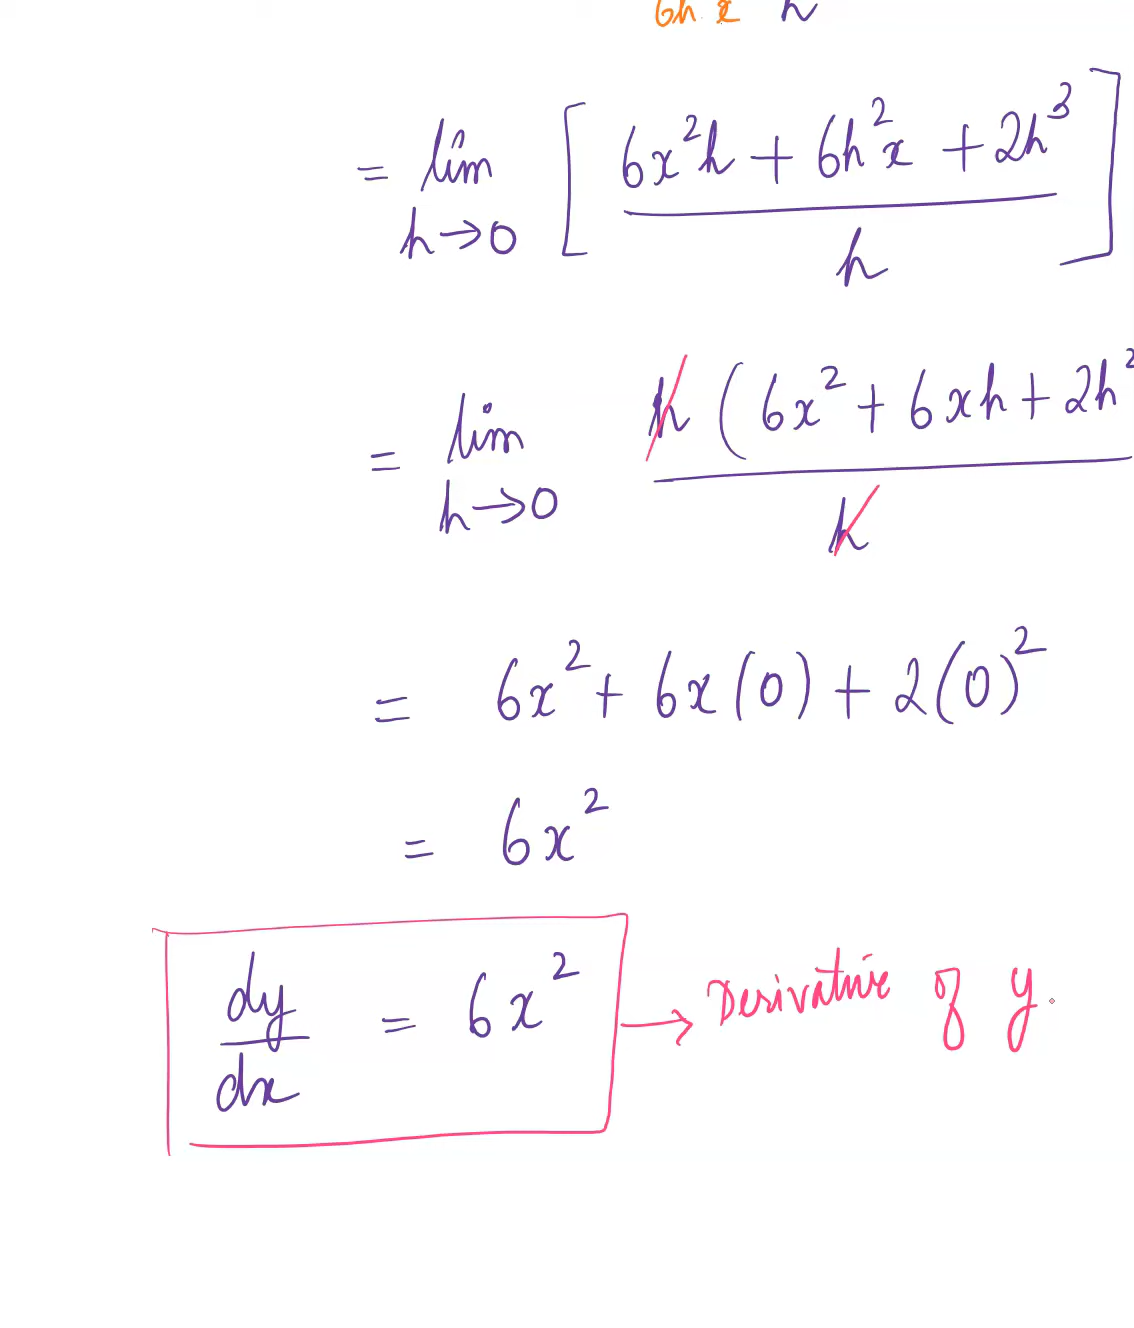 6h x h
= lim h→0 [ (6x²h + 6h²x + 2h³) / h ]
= lim h→0 h (6x² + 6xh + 2h² / h
= 6x² + 6x(0) + 2(0)²
= 6x²
dy/dx = 6x² → Derivative of y.